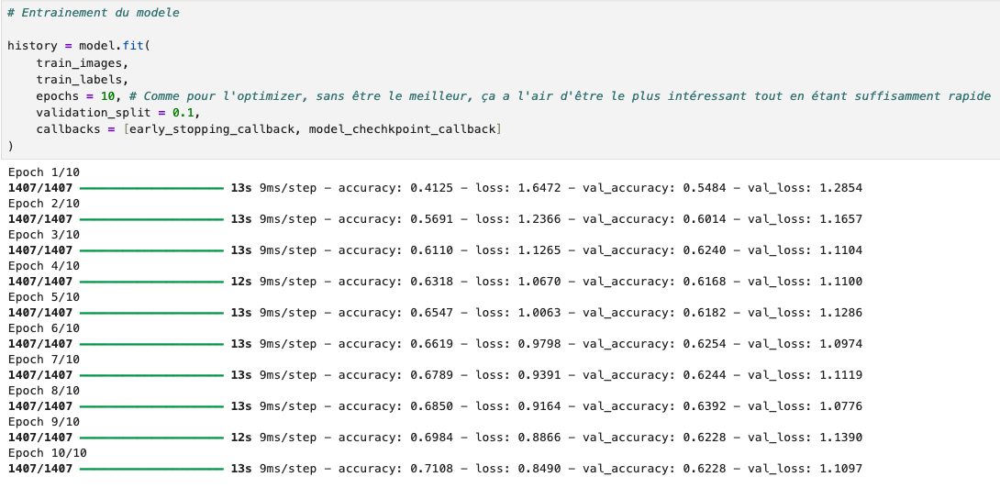 # Entrainement du modele
history = model.fit(
train_images,
train_labels,
epochs = 10, # Comme pour l'optimizer, sans être le meilleur, ça a l'air d'être le plus intéressant tout en étant suffisamment rapide
validation_split = 0.1,
callbacks = [early_stopping_callback, model_chechkpoint_callback]
)
Epoch 1/10
1407/1407 ━━━━━━━━━━━━━━━━━━━━ 13s 9ms/step - accuracy: 0.4125 - loss: 1.6472 - val_accuracy: 0.5484 - val_loss: 1.2854
Epoch 2/10
1407/1407 ━━━━━━━━━━━━━━━━━━━━ 13s 9ms/step - accuracy: 0.5691 - loss: 1.2366 - val_accuracy: 0.6014 - val_loss: 1.1657
Epoch 3/10
1407/1407 ━━━━━━━━━━━━━━━━━━━━ 13s 9ms/step - accuracy: 0.6110 - loss: 1.1265 - val_accuracy: 0.6240 - val_loss: 1.1104
Epoch 4/10
1407/1407 ━━━━━━━━━━━━━━━━━━━━ 12s 9ms/step - accuracy: 0.6318 - loss: 1.0670 - val_accuracy: 0.6168 - val_loss: 1.1100
Epoch 5/10
1407/1407 ━━━━━━━━━━━━━━━━━━━━ 13s 9ms/step - accuracy: 0.6547 - loss: 1.0063 - val_accuracy: 0.6182 - val_loss: 1.1286
Epoch 6/10
1407/1407 ━━━━━━━━━━━━━━━━━━━━ 13s 9ms/step - accuracy: 0.6619 - loss: 0.9798 - val_accuracy: 0.6254 - val_loss: 1.0974
Epoch 7/10
1407/1407 ━━━━━━━━━━━━━━━━━━━━ 13s 9ms/step - accuracy: 0.6789 - loss: 0.9391 - val_accuracy: 0.6244 - val_loss: 1.1119
Epoch 8/10
1407/1407 ━━━━━━━━━━━━━━━━━━━━ 13s 9ms/step - accuracy: 0.6850 - loss: 0.9164 - val_accuracy: 0.6392 - val_loss: 1.0776
Epoch 9/10
1407/1407 ━━━━━━━━━━━━━━━━━━━━ 12s 9ms/step - accuracy: 0.6984 - loss: 0.8866 - val_accuracy: 0.6228 - val_loss: 1.1390
Epoch 10/10
1407/1407 ━━━━━━━━━━━━━━━━━━━━ 13s 9ms/step - accuracy: 0.7108 - loss: 0.8490 - val_accuracy: 0.6228 - val_loss: 1.1097